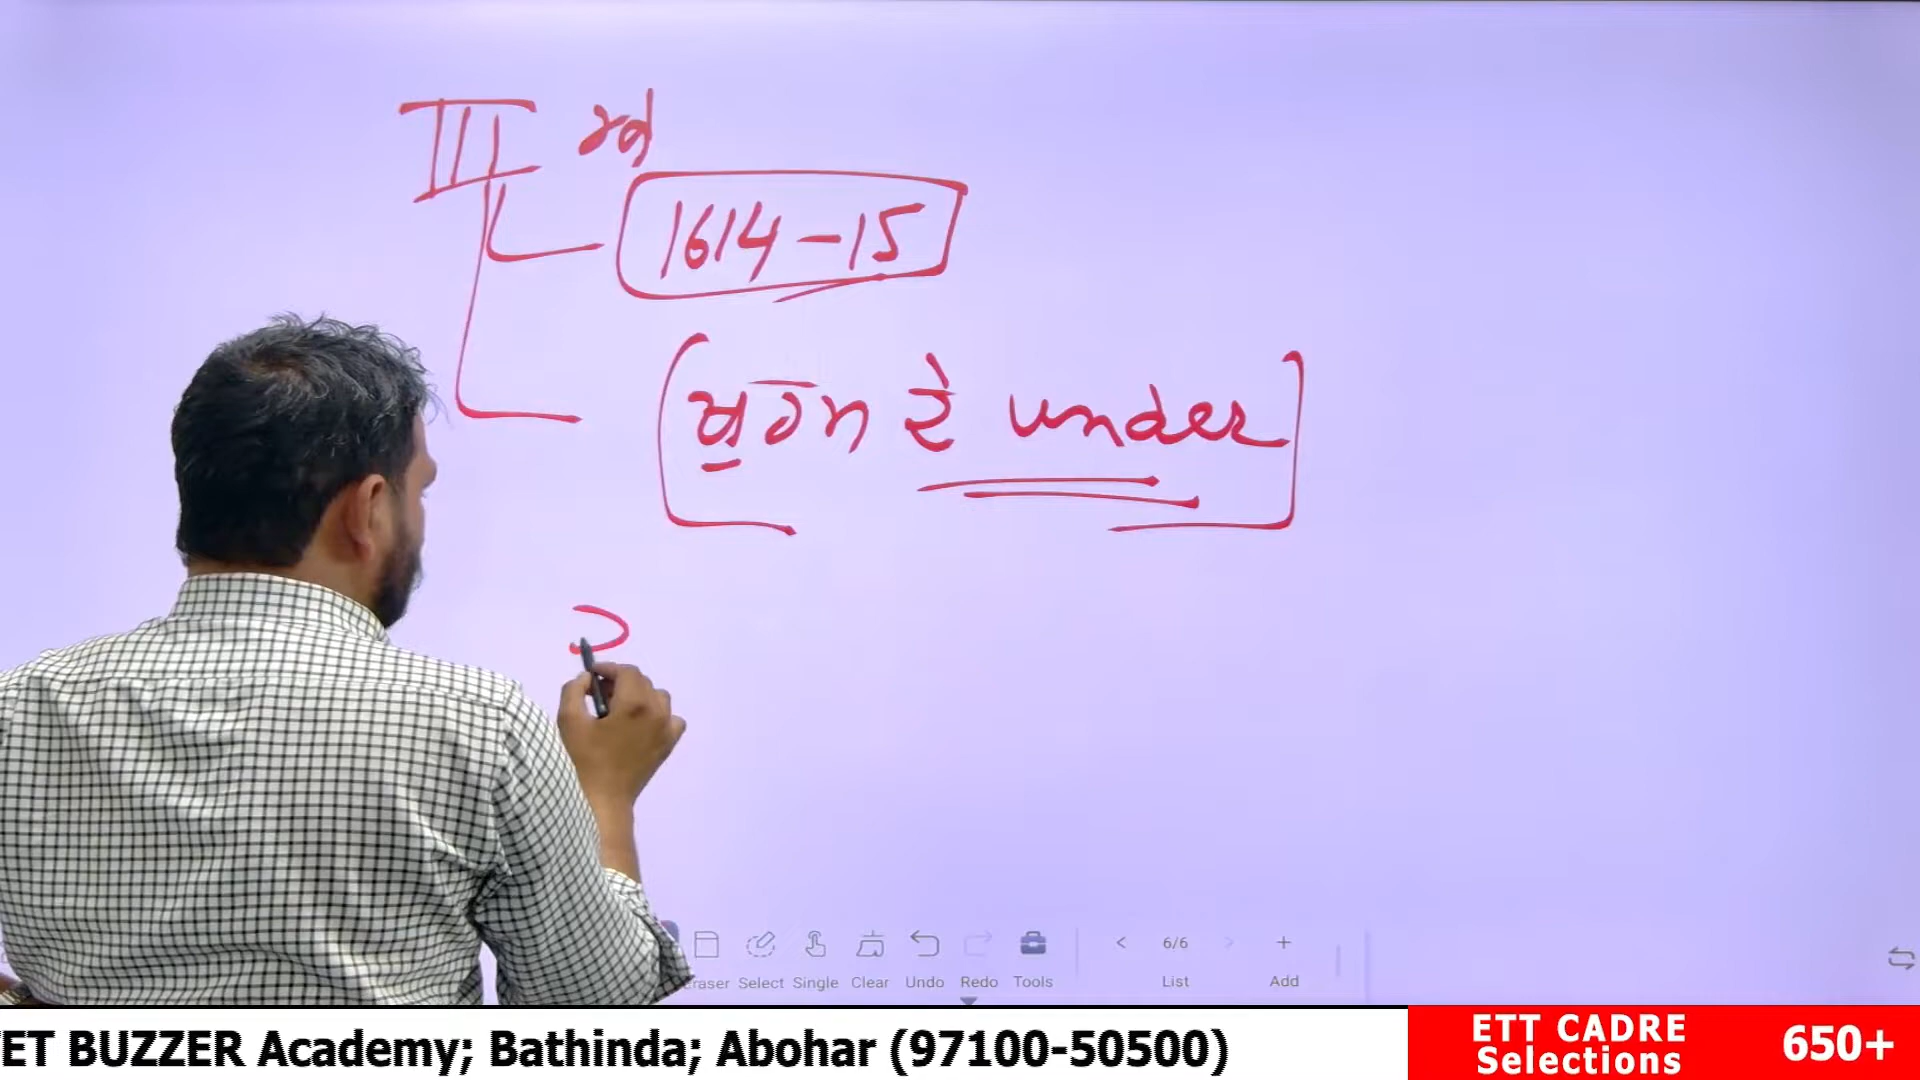 III
1614-15
ਖੁਰਮ ਦੇ under
Eraser Select Single Clear Undo Redo Tools
< 6/6 > +
List Add
ET BUZZER Academy; Bathinda; Abohar (97100-50500)
ETT CADRE
Selections
650+